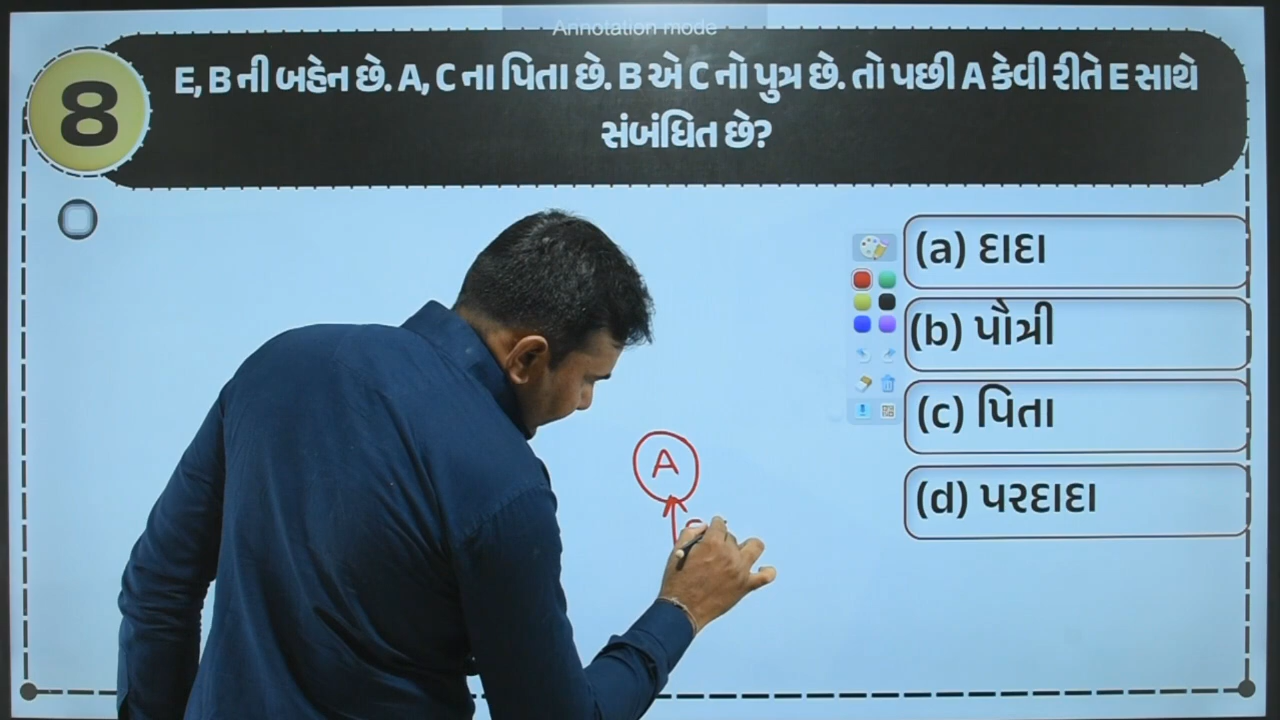 Annotation mode
8
E, B ની બહેન છે. A, C ના પિતા છે. B એ C નો પુત્ર છે. તો પછી A કેવી રીતે E સાથે
સંબંધિત છે?
(a) દાદા
(b) પૌત્રી
(c) પિતા
(d) પરદાદા
A